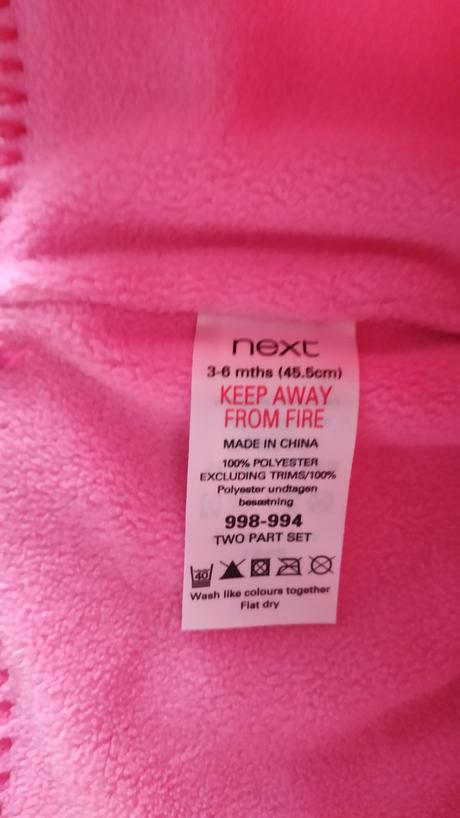 next
3-6 mths (45.5cm)
KEEP AWAY
FROM FIRE
MADE IN CHINA
100% POLYESTER
EXCLUDING TRIMS/100%
Polyester undtagen
besætning
998-994
TWO PART SET
40
Wash like colours together
Flat dry